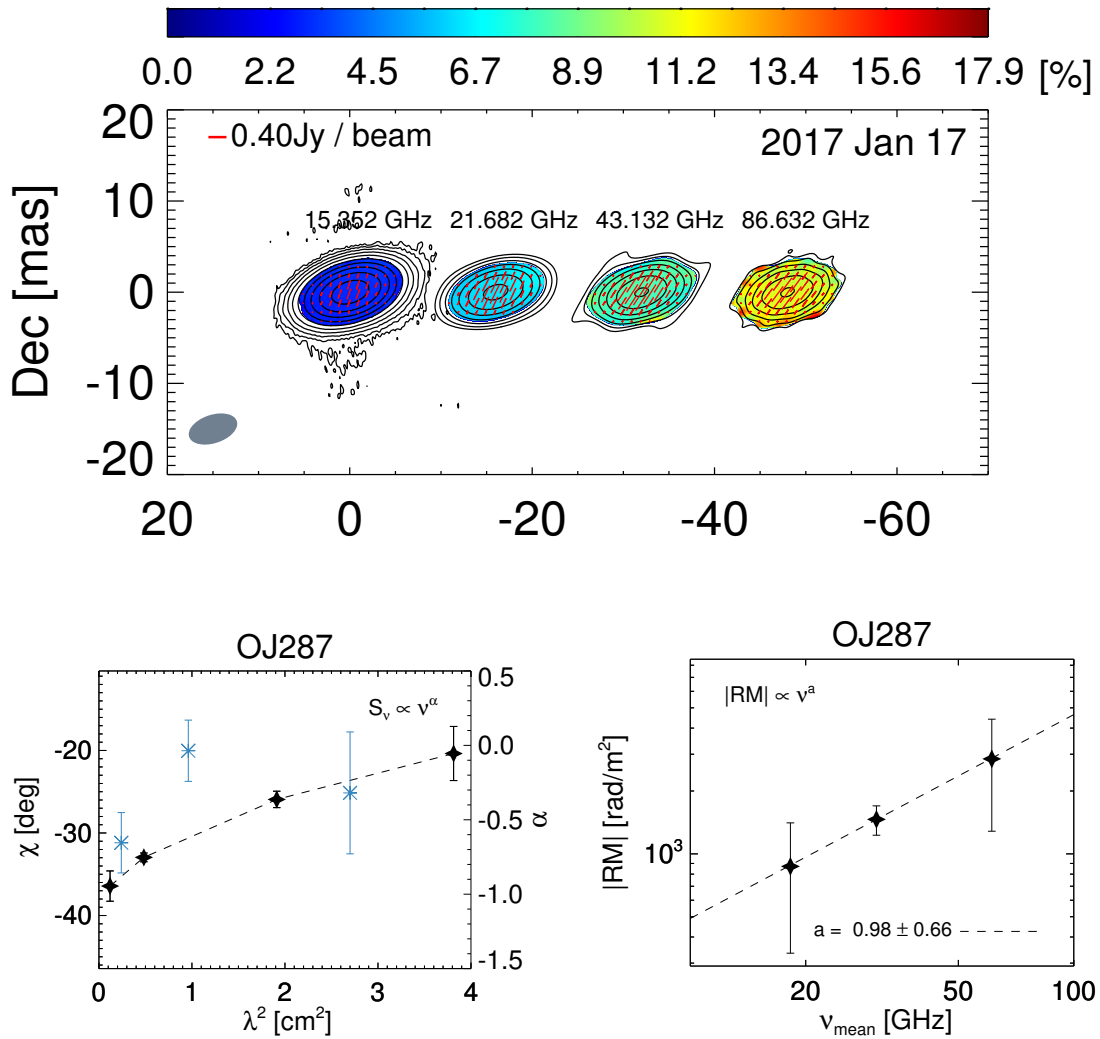 0.0 2.2 4.5 6.7 8.9 11.2 13.4 15.6 17.9 [%]
20
10
0
-10
-20
Dec [mas]
0.40Jy / beam
2017 Jan 17
15.352 GHz 21.682 GHz 43.132 GHz 86.632 GHz
20 0 -20 -40 -60
OJ287
-20
-30
-40
χ [deg]
S_ν ∝ ν^α
0.5
0.0
-0.5
-1.0
-1.5
α
0 1 2 3 4
λ² [cm²]
OJ287
|RM| ∝ ν^a
10³
|RM| [rad/m²]
a = 0.98 ± 0.66
20 50 100
ν_mean [GHz]